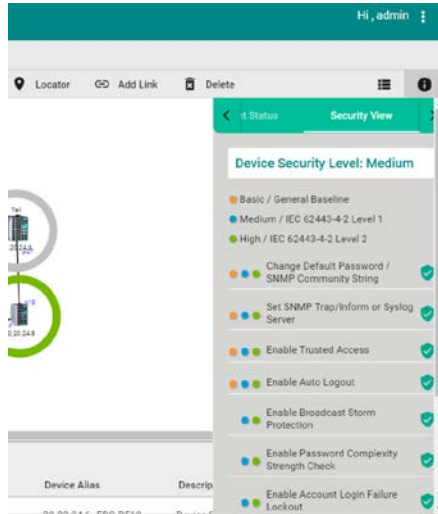 Hi , admin
Locator
Add Link
Delete
Status
Security View
Device Security Level: Medium
Basic / General Baseline
Medium / IEC 62443-4-2 Level 1
High / IEC 62443-4-2 Level 2
Change Default Password /
SNMP Community String
Set SNMP Trap/Inform or Syslog
Server
Enable Trusted Access
Enable Auto Logout
Enable Broadcast Storm
Protection
Enable Password Complexity
Strength Check
Enable Account Login Failure
Lockout
Device Alias
Descrip